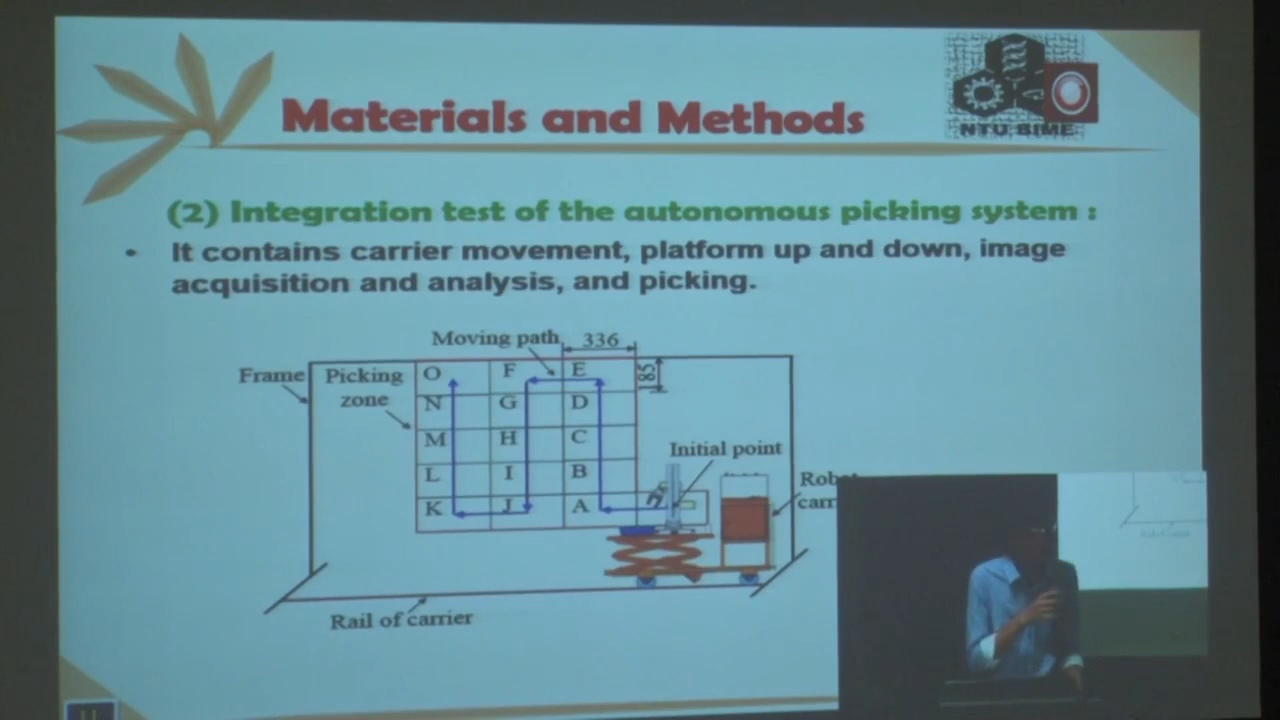 Materials and Methods
NTU BIME
(2) Integration test of the autonomous picking system :
• It contains carrier movement, platform up and down, image
acquisition and analysis, and picking.
Moving path
336
185
Frame
Picking
zone
O F E
N G D
M H C
L I B
K J A
Initial point
Rail of carrier
11